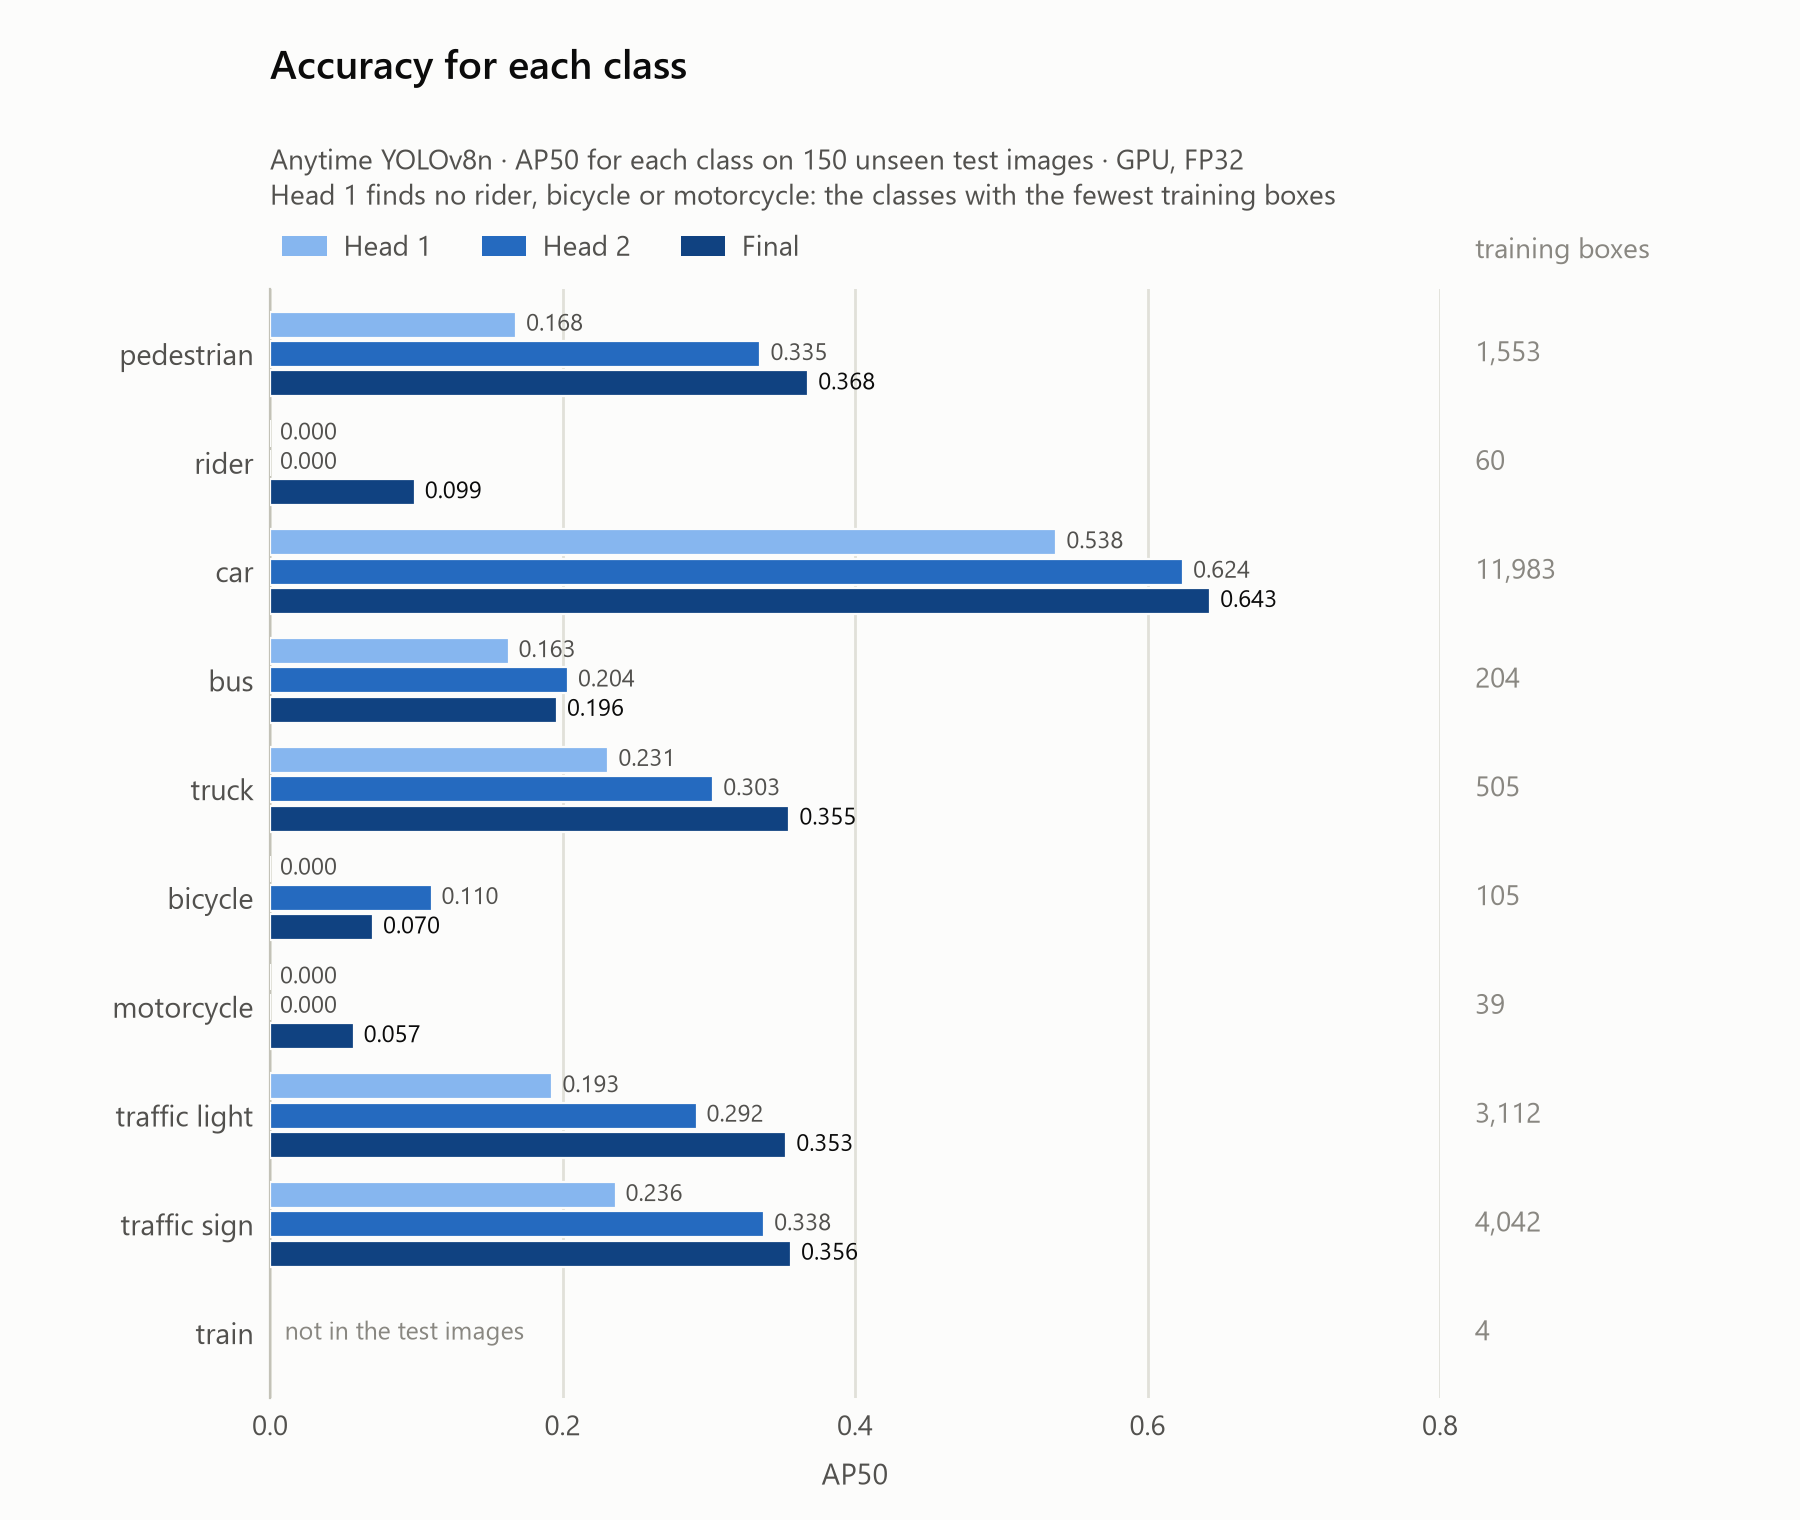 Accuracy for each class
Anytime YOLOv8n · AP50 for each class on 150 unseen test images · GPU, FP32
Head 1 finds no rider, bicycle or motorcycle: the classes with the fewest training boxes
Head 1 Head 2 Final training boxes
0.168
pedestrian 0.335 1,553
0.368
0.000
rider 0.000 60
0.099
0.538
car 0.624 11,983
0.643
0.163
bus 0.204 204
0.196
0.231
truck 0.303 505
0.355
0.000
bicycle 0.110 105
0.070
0.000
motorcycle 0.000 39
0.057
0.193
traffic light 0.292 3,112
0.353
0.236
traffic sign 0.338 4,042
0.356
train not in the test images 4
0.0 0.2 0.4 0.6 0.8
AP50